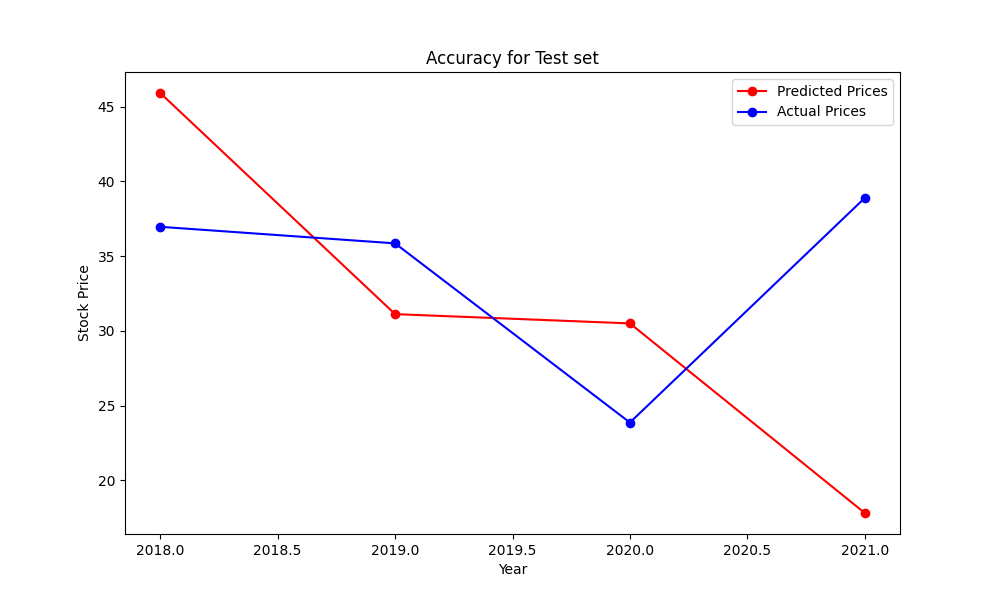 Accuracy for Test set
Predicted Prices
Actual Prices
45
40
35
30
25
20
Stock Price
2018.0 2018.5 2019.0 2019.5 2020.0 2020.5 2021.0
Year